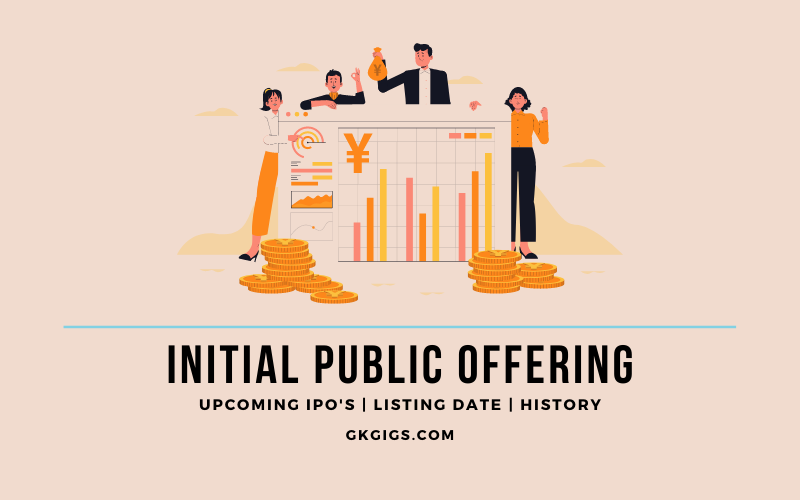 ¥
¥
INITIAL PUBLIC OFFERING
UPCOMING IPO'S | LISTING DATE | HISTORY
GKGIGS.COM